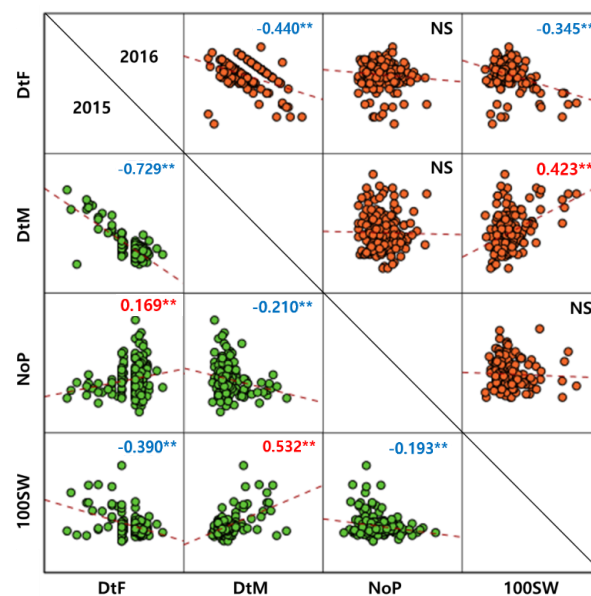 -0.440**
NS
-0.345**
2016
2015
DtF
-0.729**
NS
0.423**
DtM
0.169**
-0.210**
NS
NoP
-0.390**
0.532**
-0.193**
100SW
DtF
DtM
NoP
100SW